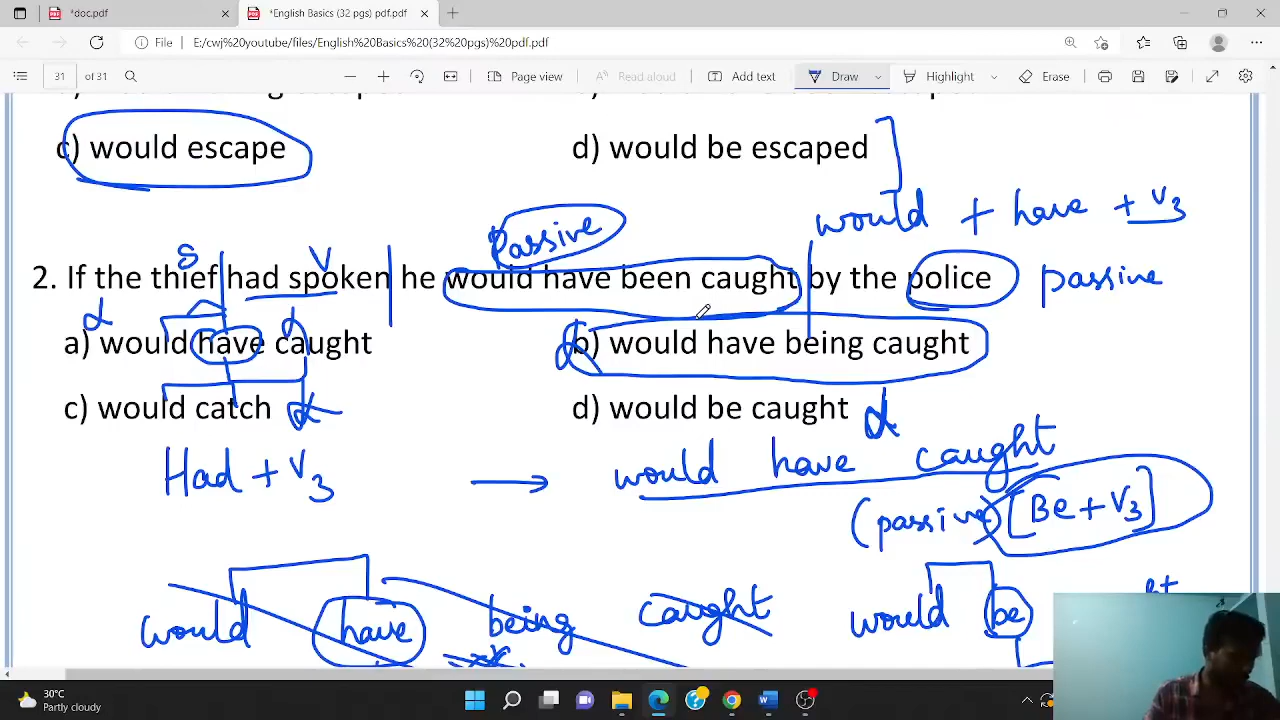 *doc.pdf
*English Basics (32 pgs) pdf.pdf
File E:/cwj%20youtube/files/English%20Basics%20(32%20pgs)%20pdf.pdf
31 of 31 Page view Read aloud Add text Draw Highlight Erase
c) would escape d) would be escaped
would + have + V3
Passive
S V
2. If the thief had spoken he would have been caught by the police passive
a) would have caught b) would have being caught
c) would catch d) would be caught
Had + V3 → would have caught
(passive) [Be + V3]
would have being caught would be
30°C
Partly cloudy